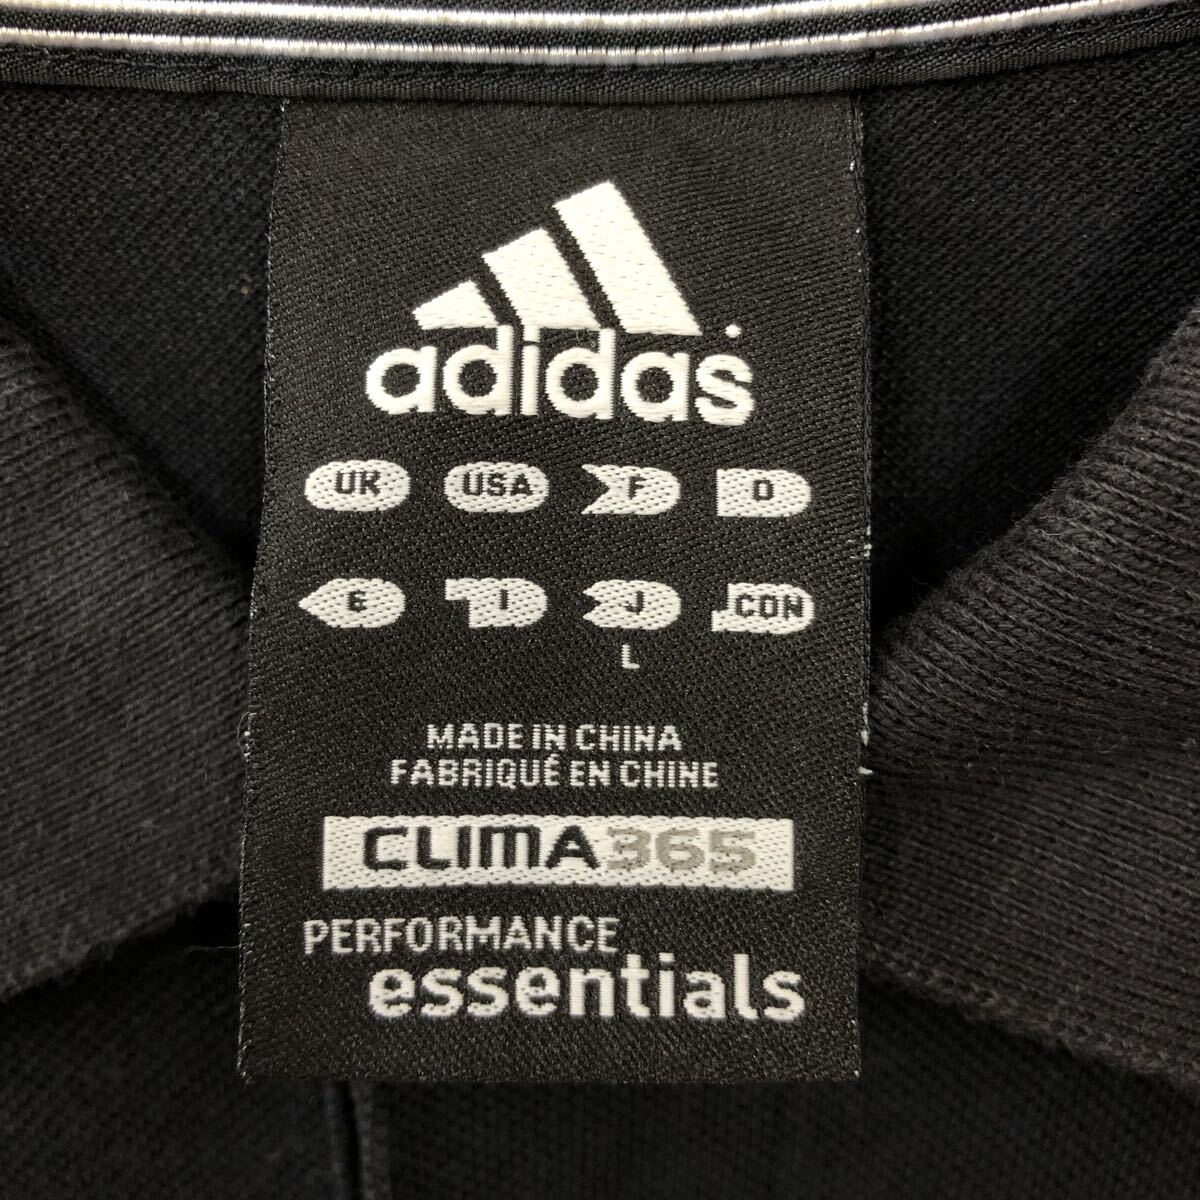 adidas
UK USA F D
E I J CON
L
MADE IN CHINA
FABRIQUÉ EN CHINE
CLIMA365
PERFORMANCE
essentials